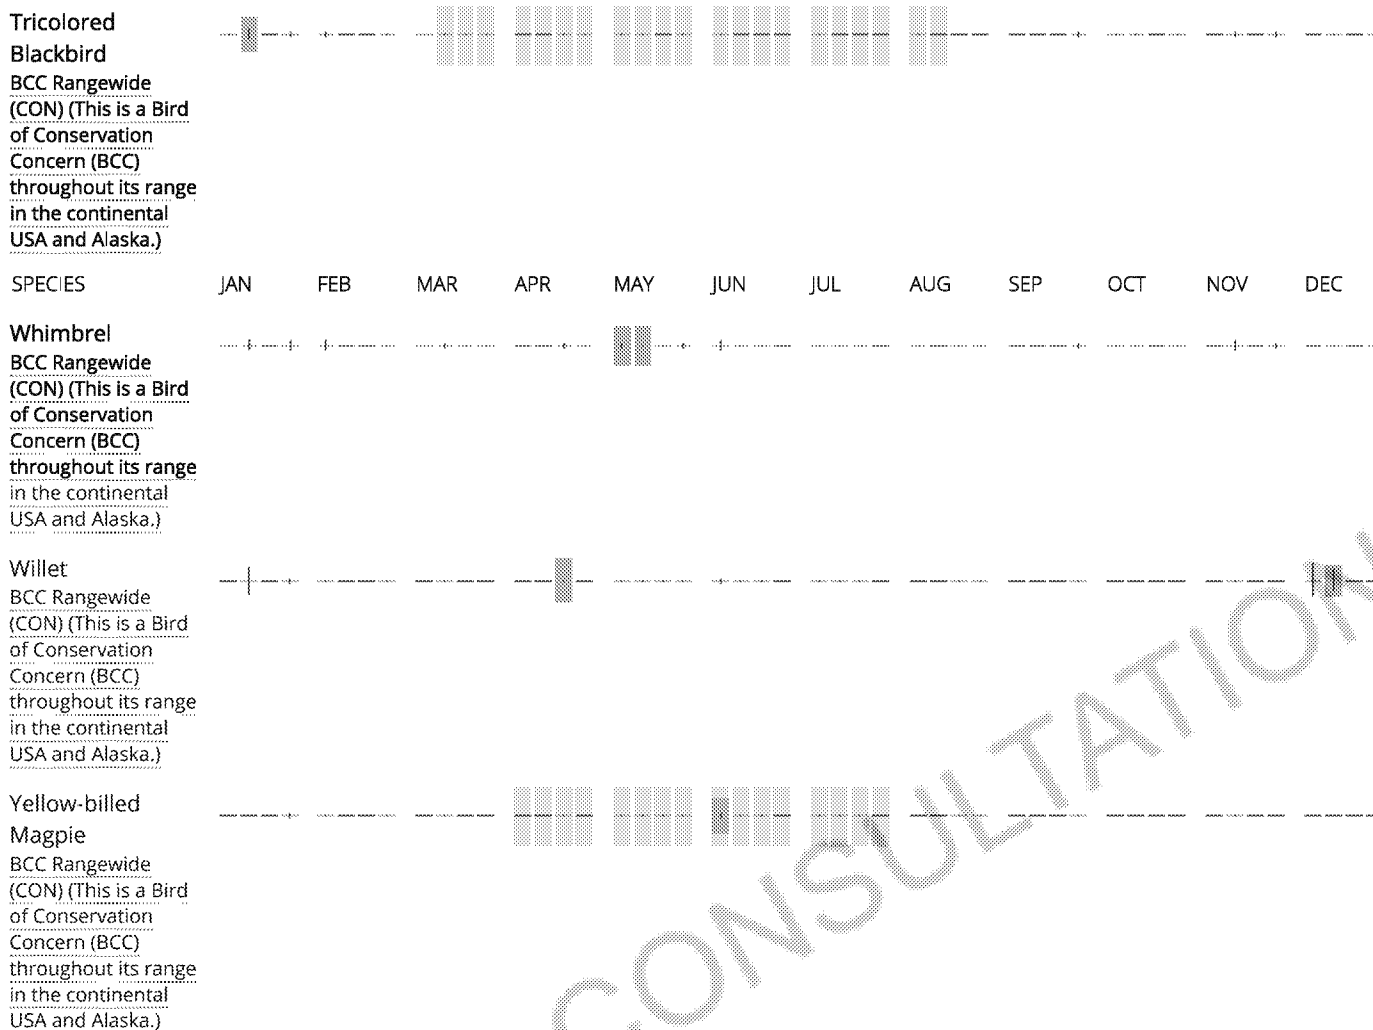 Tricolored
Blackbird
BCC Rangewide
(CON) (This is a Bird
of Conservation
Concern (BCC)
throughout its range
in the continental
USA and Alaska.)
SPECIES JAN FEB MAR APR MAY JUN JUL AUG SEP OCT NOV DEC
Whimbrel
BCC Rangewide
(CON) (This is a Bird
of Conservation
Concern (BCC)
throughout its range
in the continental
USA and Alaska.)
Willet
BCC Rangewide
(CON) (This is a Bird
of Conservation
Concern (BCC)
throughout its range
in the continental
USA and Alaska.)
Yellow-billed
Magpie
BCC Rangewide
(CON) (This is a Bird
of Conservation
Concern (BCC)
throughout its range
in the continental
USA and Alaska.)
CONSULTATION